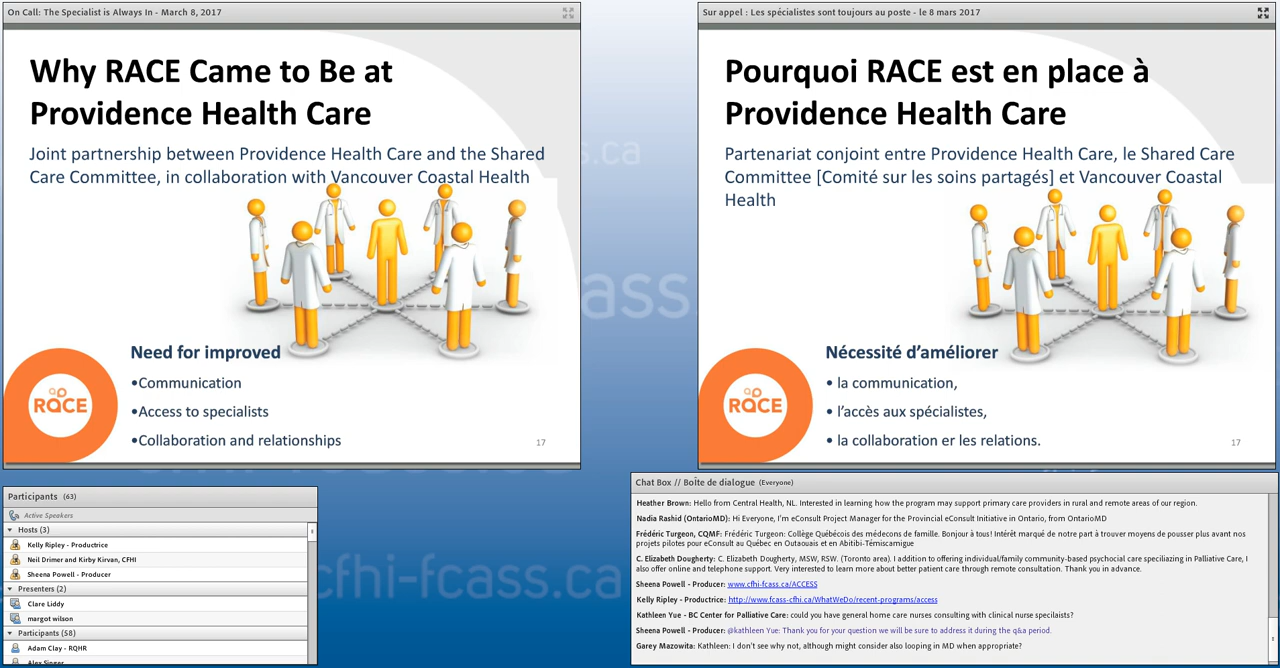 On Call: The Specialist is Always In - March 8, 2017
Why RACE Came to Be at
Providence Health Care
Joint partnership between Providence Health Care and the Shared
Care Committee, in collaboration with Vancouver Coastal Health
Need for improved
•Communication
•Access to specialists
•Collaboration and relationships
RACE
17
Sur appel : Les spécialistes sont toujours au poste - le 8 mars 2017
Pourquoi RACE est en place à
Providence Health Care
Partenariat conjoint entre Providence Health Care, le Shared Care
Committee [Comité sur les soins partagés] et Vancouver Coastal
Health
Nécessité d’améliorer
• la communication,
• l’accès aux spécialistes,
• la collaboration er les relations.
RACE
17
s.ca
ass.
cfhi-fcass.ca
Participants (63)
Active Speakers
Hosts (3)
Kelly Ripley - Productrice
Neil Drimer and Kirby Kirvan, CFHI
Sheena Powell - Producer
Presenters (2)
Clare Liddy
margot wilson
Participants (58)
Adam Clay - RQHR
Alex Singer
Chat Box // Boîte de dialogue (Everyone)
Heather Brown: Hello from Central Health, NL. Interested in learning how the program may support primary care providers in rural and remote areas of our region.
Nadia Rashid (OntarioMD): Hi Everyone, I'm eConsult Project Manager for the Provincial eConsult Initiative in Ontario, from OntarioMD
Frédéric Turgeon, CQMF: Frédéric Turgeon: Collège Québécois des médecons de famille. Bonjour à tous! Intérêt marqué de notre part à trouver moyens de pousser plus avant nos
projets pilotes pour eConsult au Québec en Outaouais et en Abitibi-Témiscamigue
C. Elizabeth Dougherty: C. Elizabeth Dougherty, MSW, RSW. (Toronto area). I addition to offering individual/family community-based psychocial care speciliazing in Palliative Care, I
also offer online and telephone support. Very interested to learn more about better patient care through remote consultation. Thank you in advance.
Sheena Powell - Producer: www.cfhi-fcass.ca/ACCESS
Kelly Ripley - Productrice: http://www.fcass-cfhi.ca/WhatWeDo/recent-programs/access
Kathleen Yue - BC Center for Palliative Care: could you have general home care nurses consulting with clinical nurse specilaists?
Sheena Powell - Producer: @kathleen Yue: Thank you for your question we will be sure to address it during the q&a period.
Garey Mazowita: Kathleen: I don't see why not, although might consider also looping in MD when appropriate?